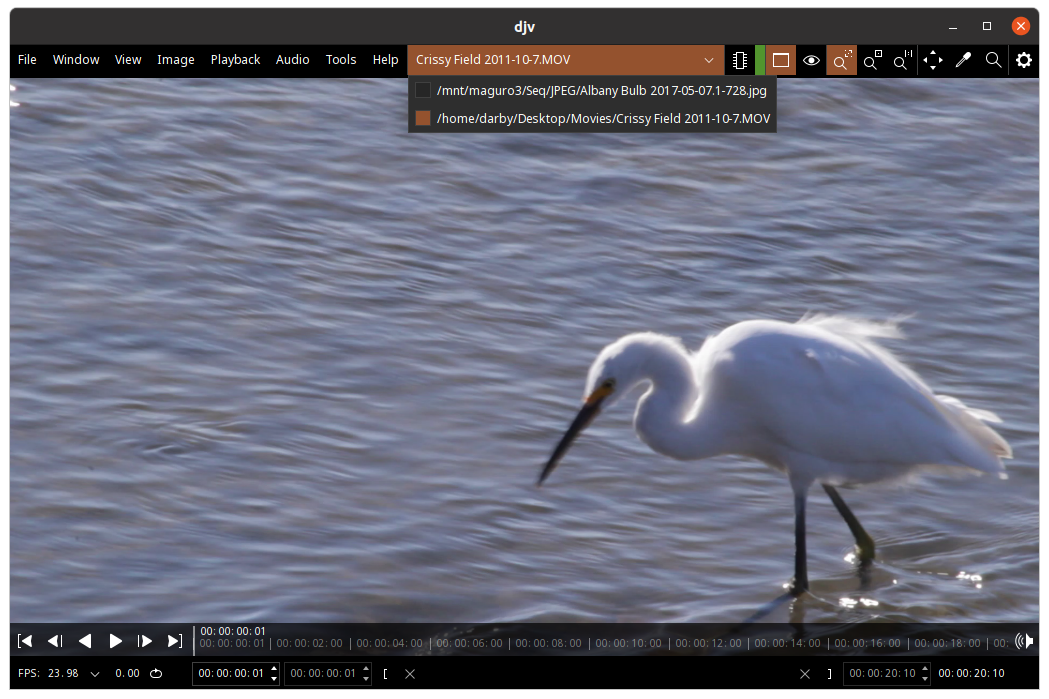 djv
File Window View Image Playback Audio Tools Help Crissy Field 2011-10-7.MOV
/mnt/maguro3/Seq/JPEG/Albany Bulb 2017-05-07.1-728.jpg
/home/darby/Desktop/Movies/Crissy Field 2011-10-7.MOV
00:00:00:01
00:00:00:01 00:00:02:00 00:00:04:00 00:00:06:00 00:00:08:00 00:00:10:00 00:00:12:00 00:00:14:00 00:00:16:00 00:00:18:00 00:
FPS: 23.98 0.00 00:00:00:01 00:00:00:01 [ ] 00:00:20:10 00:00:20:10